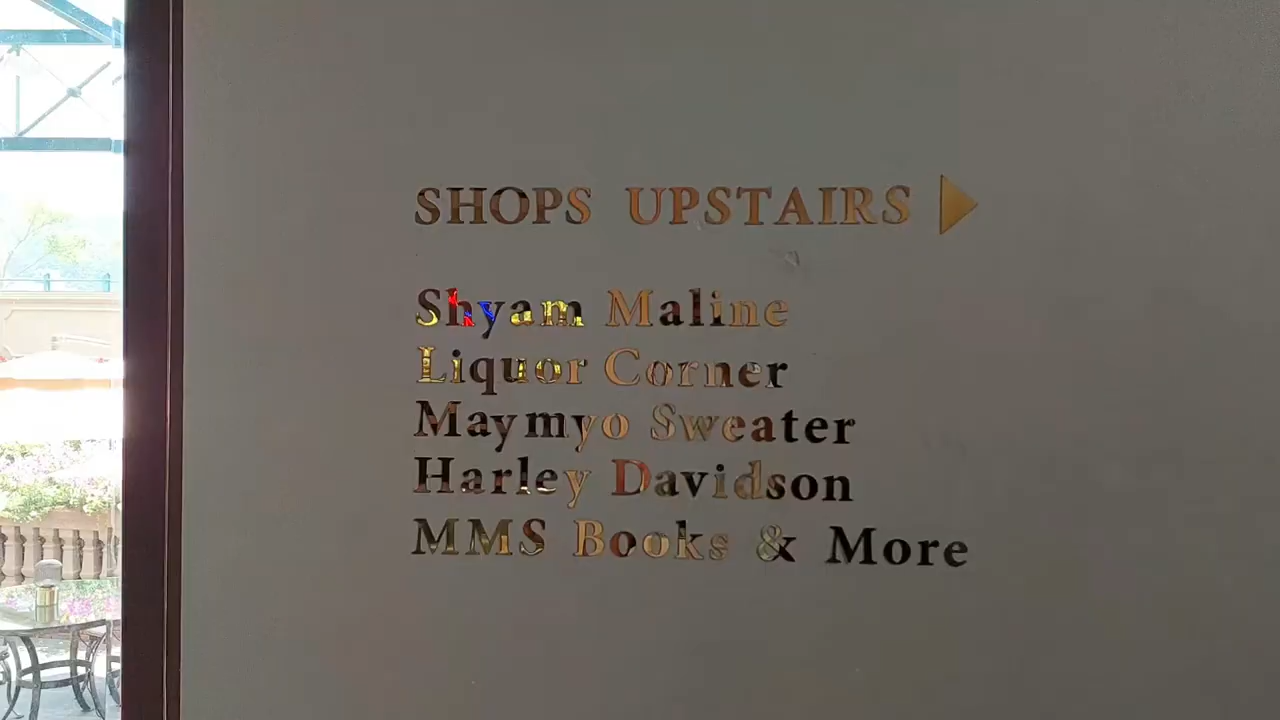 SHOPS UPSTAIRS
Shyam Maline
Liquor Corner
Maymyo Sweater
Harley Davidson
MMS Books & More